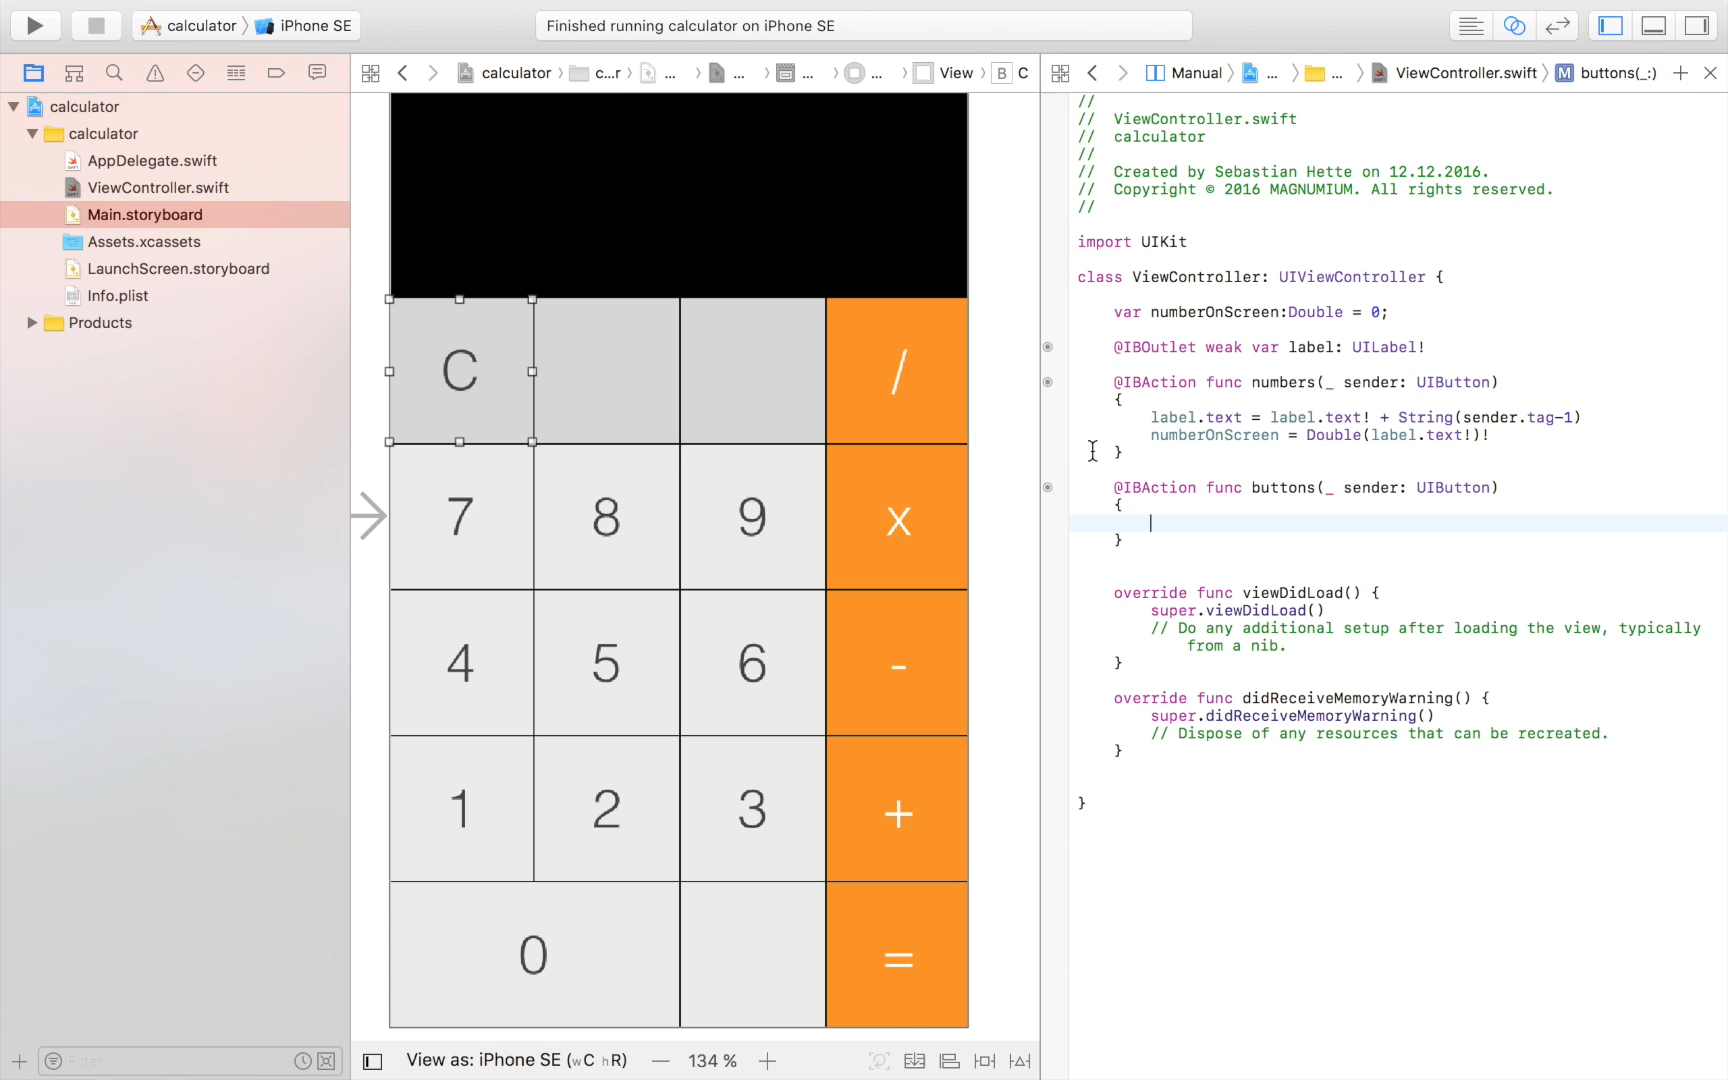 calculator iPhone SE
Finished running calculator on iPhone SE
calculator c...r ... ... ... ... View B C
Manual ... ... ViewController.swift M buttons(_:)
calculator
calculator
AppDelegate.swift
ViewController.swift
Main.storyboard
Assets.xcassets
LaunchScreen.storyboard
Info.plist
Products
Filter
C /
7 8 9 x
4 5 6 -
1 2 3 +
0 =
View as: iPhone SE (wC hR) — 134 % +
//
// ViewController.swift
// calculator
//
// Created by Sebastian Hette on 12.12.2016.
// Copyright © 2016 MAGNUMIUM. All rights reserved.
//
import UIKit
class ViewController: UIViewController {
var numberOnScreen:Double = 0;
@IBOutlet weak var label: UILabel!
@IBAction func numbers(_ sender: UIButton)
{
label.text = label.text! + String(sender.tag-1)
numberOnScreen = Double(label.text!)!
}
@IBAction func buttons(_ sender: UIButton)
{
}
override func viewDidLoad() {
super.viewDidLoad()
// Do any additional setup after loading the view, typically
from a nib.
}
override func didReceiveMemoryWarning() {
super.didReceiveMemoryWarning()
// Dispose of any resources that can be recreated.
}
}